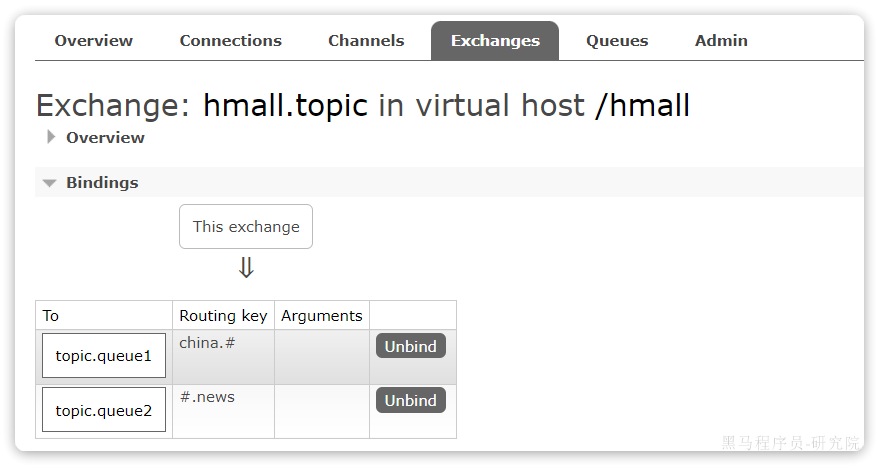 Overview Connections Channels Exchanges Queues Admin
Exchange: hmall.topic in virtual host /hmall
Overview
Bindings
This exchange
⇓
To Routing key Arguments
topic.queue1 china.# Unbind
topic.queue2 #.news Unbind
黑马程序员-研究院